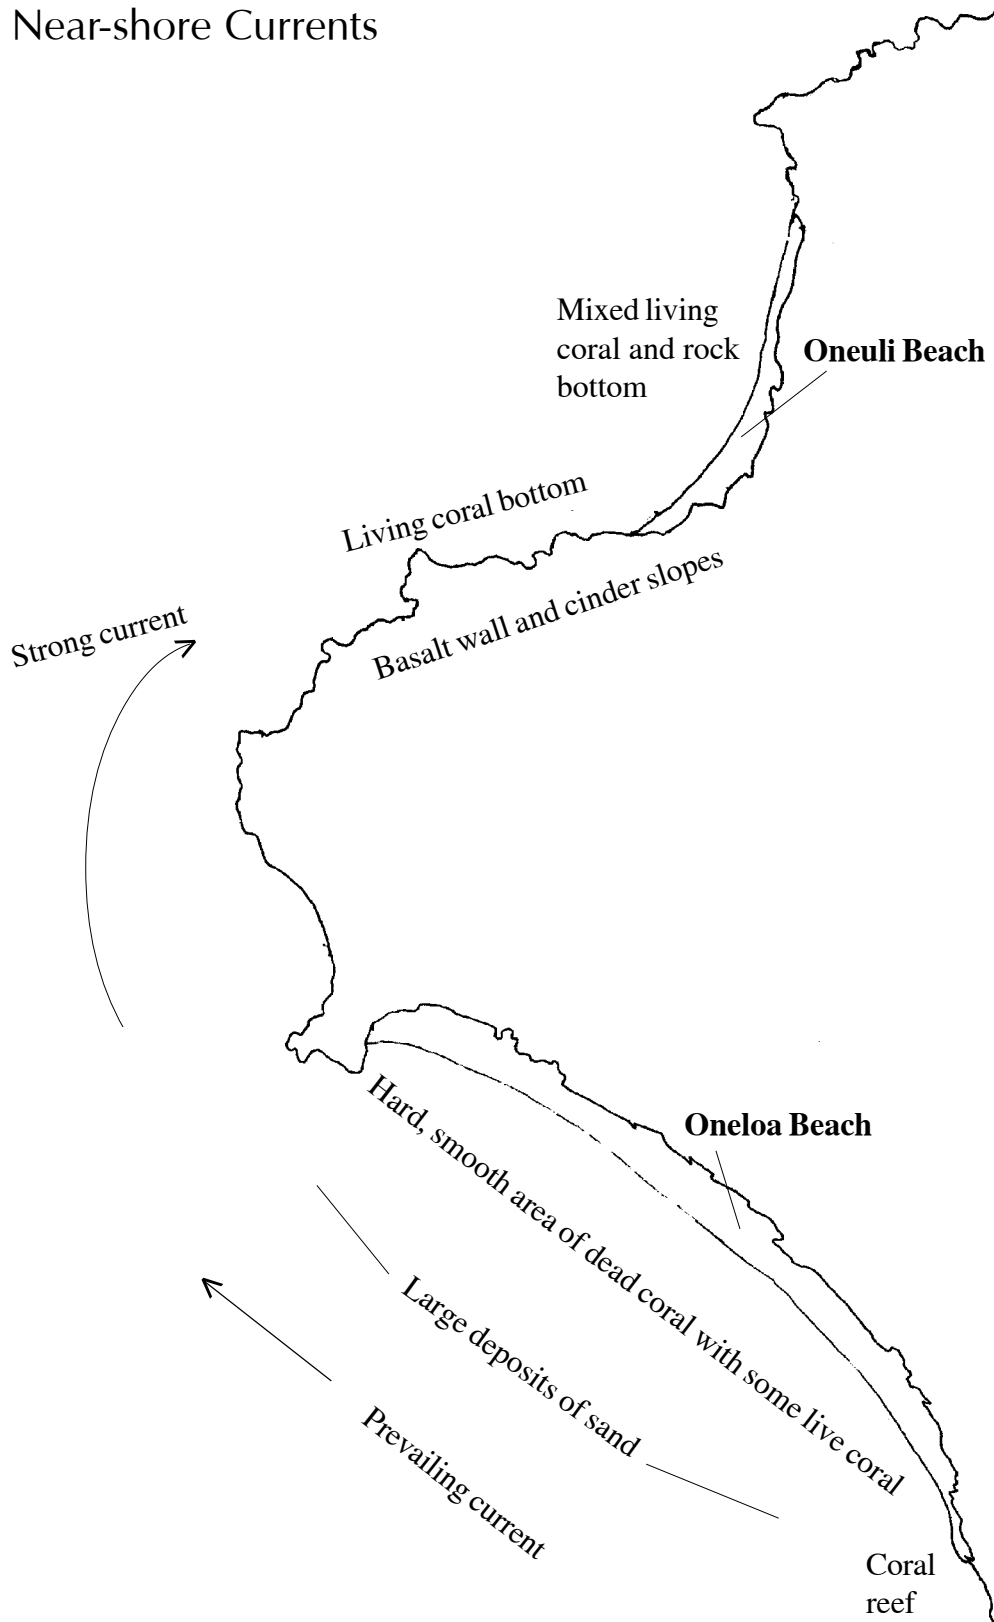 Near-shore Currents
Mixed living
coral and rock
bottom
Oneuli Beach
Living coral bottom
Basalt wall and cinder slopes
Strong current
Oneloa Beach
Hard, smooth area of dead coral with some live coral
Large deposits of sand
Prevailing current
Coral
reef